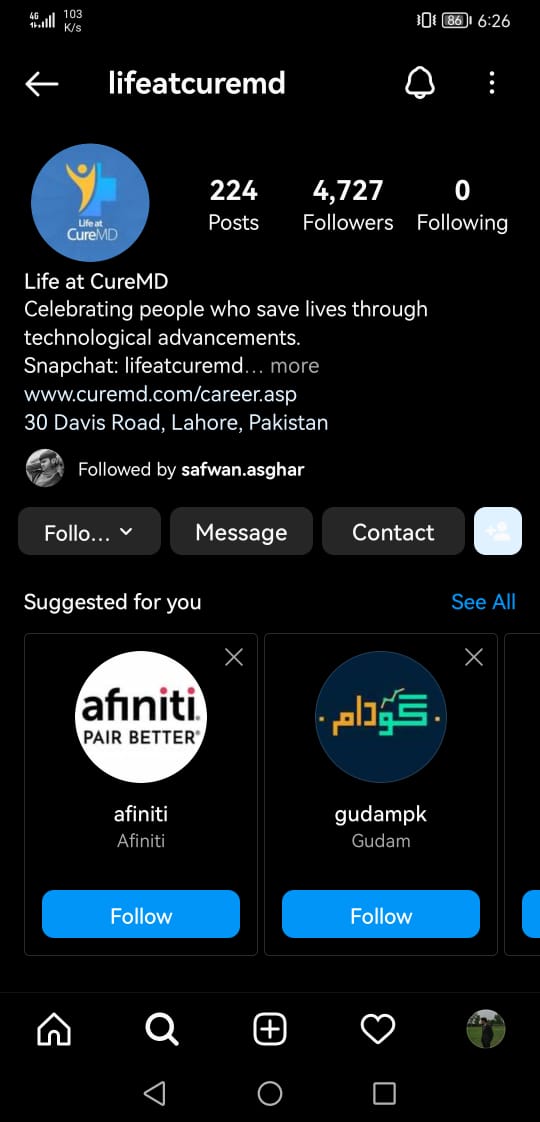 4G 103 K/s 86 6:26
lifeatcuremd
224 4,727 0
Posts Followers Following
Life at
CureMD
Life at CureMD
Celebrating people who save lives through
technological advancements.
Snapchat: lifeatcuremd... more
www.curemd.com/career.asp
30 Davis Road, Lahore, Pakistan
Followed by safwan.asghar
Follo... Message Contact
Suggested for you See All
afiniti.
PAIR BETTER®
گودام
afiniti gudampk
Afiniti Gudam
Follow Follow